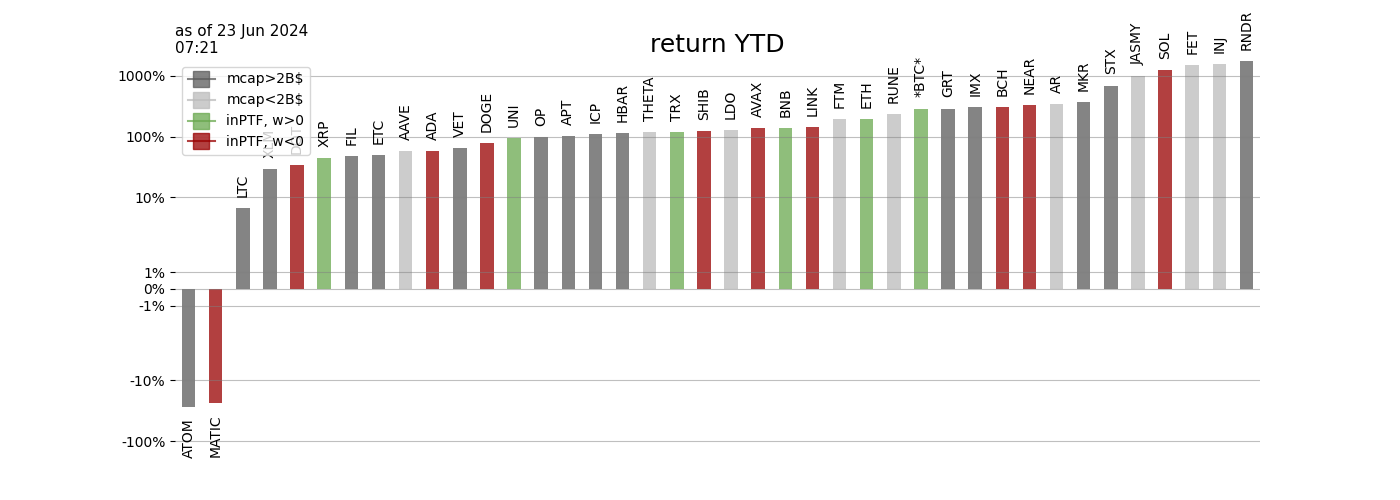 as of 23 Jun 2024
07:21
return YTD
mcap>2B$
mcap<2B$
inPTF, w>0
inPTF, w<0
1000%
100%
10%
1%
0%
-1%
-10%
-100%
ATOM
MATIC
LTC
XLM
DOT
XRP
FIL
ETC
AAVE
ADA
VET
DOGE
UNI
OP
APT
ICP
HBAR
THETA
TRX
SHIB
LDO
AVAX
BNB
LINK
FTM
ETH
RUNE
*BTC*
GRT
IMX
BCH
NEAR
AR
MKR
STX
JASMY
SOL
FET
INJ
RNDR